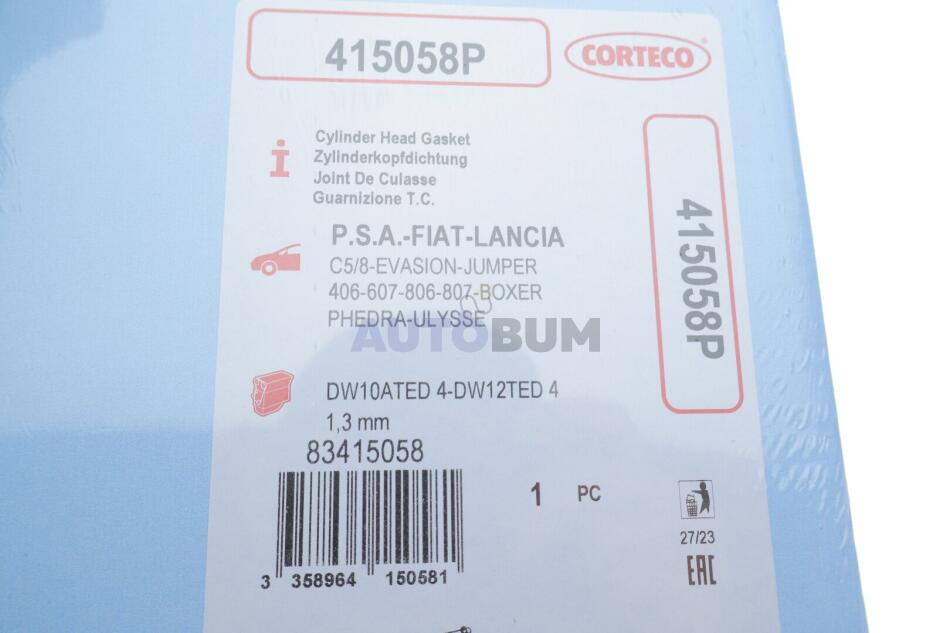 415058P
CORTECO
Cylinder Head Gasket
Zylinderkopfdichtung
Joint De Culasse
Guarnizione T.C.
P.S.A.-FIAT-LANCIA
C5/8-EVASION-JUMPER
406-607-806-807-BOXER
PHEDRA-ULYSSE
AUTOBUM
DW10ATED 4-DW12TED 4
1,3 mm
83415058
1 PC
3 358964 150581
27/23
EAC
415058P